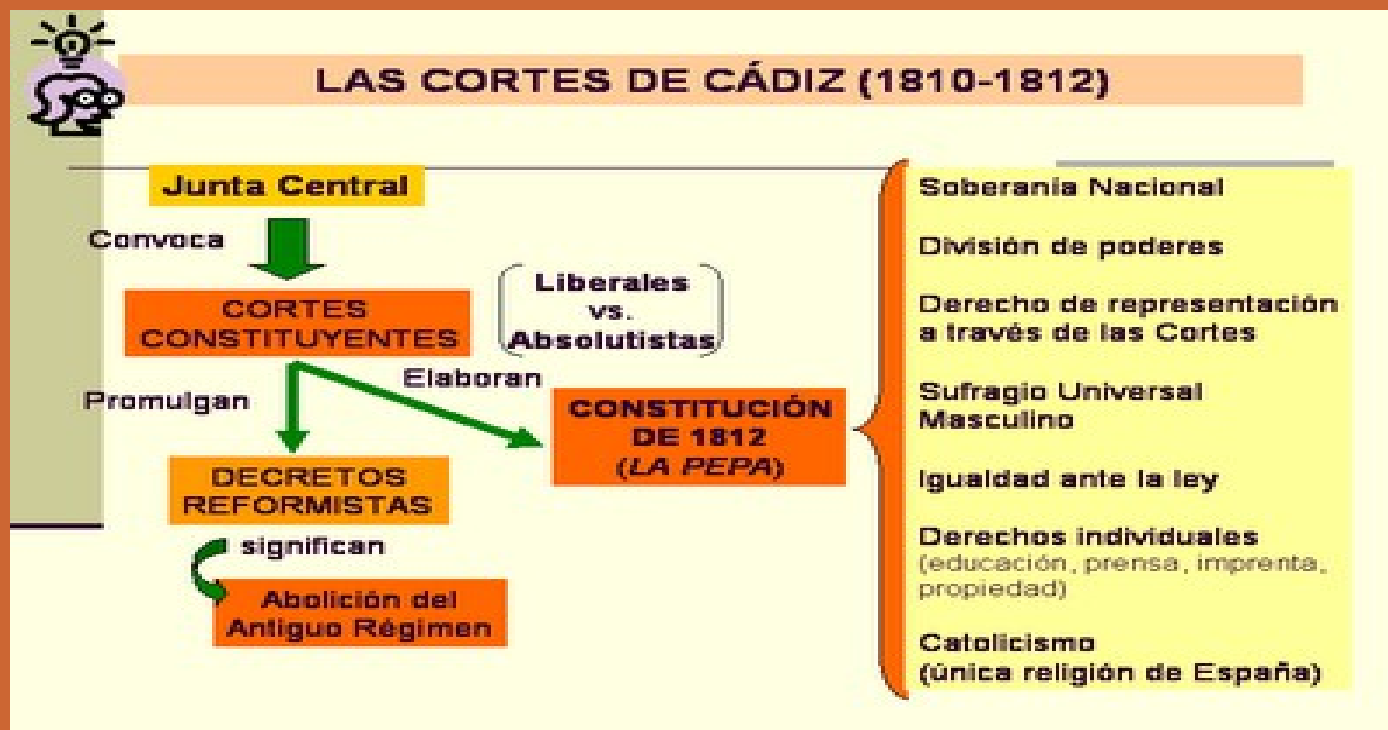 LAS CORTES DE CÁDIZ (1810-1812)
Junta Central
Convoca
CORTES
CONSTITUYENTES
Liberales
vs.
Absolutistas
Promulgan
Elaboran
DECRETOS
REFORMISTAS
significan
Abolición del
Antiguo Régimen
CONSTITUCIÓN
DE 1812
(LA PEPA)
Soberanía Nacional
División de poderes
Derecho de representación
a través de las Cortes
Sufragio Universal
Masculino
Igualdad ante la ley
Derechos individuales
(educación, prensa, imprenta,
propiedad)
Catolicismo
(única religión de España)